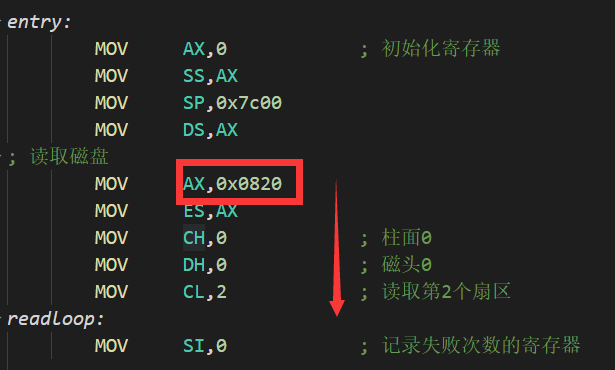 entry:
MOV AX,0 ; 初始化寄存器
MOV SS,AX
MOV SP,0x7c00
MOV DS,AX
; 读取磁盘
MOV AX,0x0820
MOV ES,AX
MOV CH,0 ; 柱面0
MOV DH,0 ; 磁头0
MOV CL,2 ; 读取第2个扇区
readloop:
MOV SI,0 ; 记录失败次数的寄存器